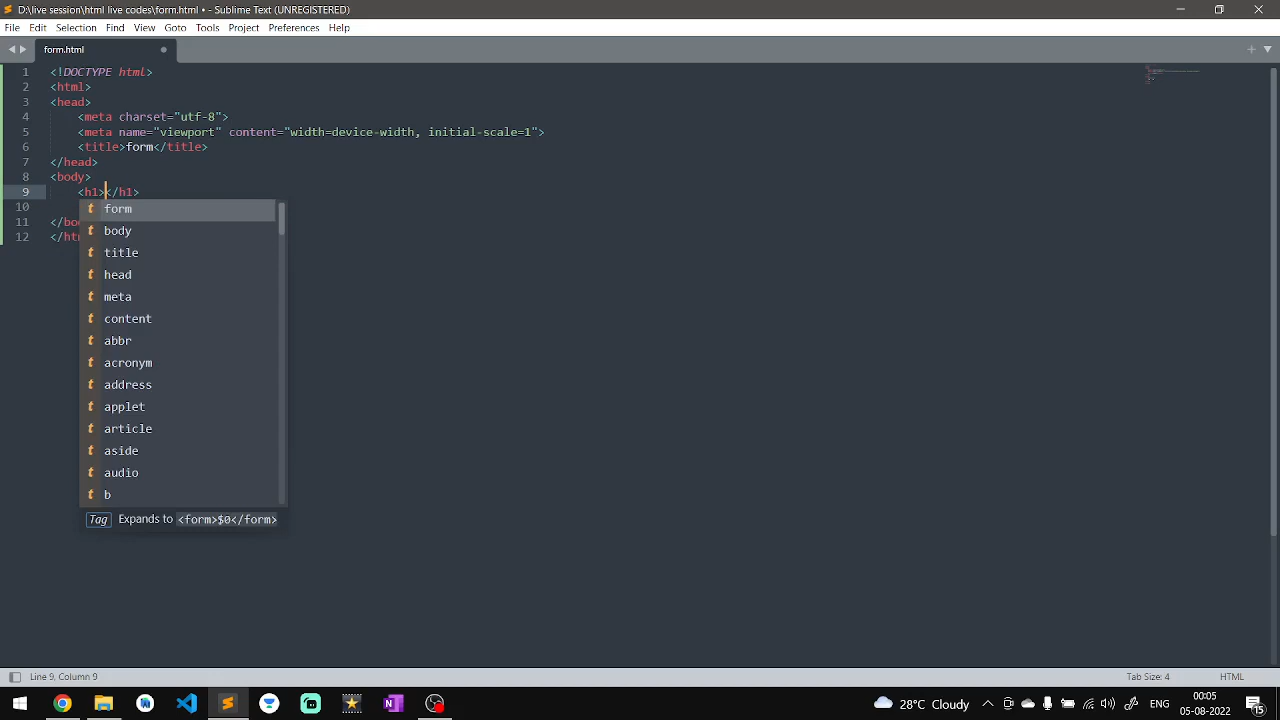 D:\live session\html live codes\form.html • - Sublime Text (UNREGISTERED)
File Edit Selection Find View Goto Tools Project Preferences Help
form.html
1 <!DOCTYPE html>
2 <html>
3 <head>
4 <meta charset="utf-8">
5 <meta name="viewport" content="width=device-width, initial-scale=1">
6 <title>form</title>
7 </head>
8 <body>
9 <h1></h1>
10
11 </bo
12 </ht
form
body
title
head
meta
content
abbr
acronym
address
applet
article
aside
audio
b
Tag Expands to <form>$0</form>
Line 9, Column 9 Tab Size: 4 HTML
28°C Cloudy ENG 00:05
05-08-2022 15